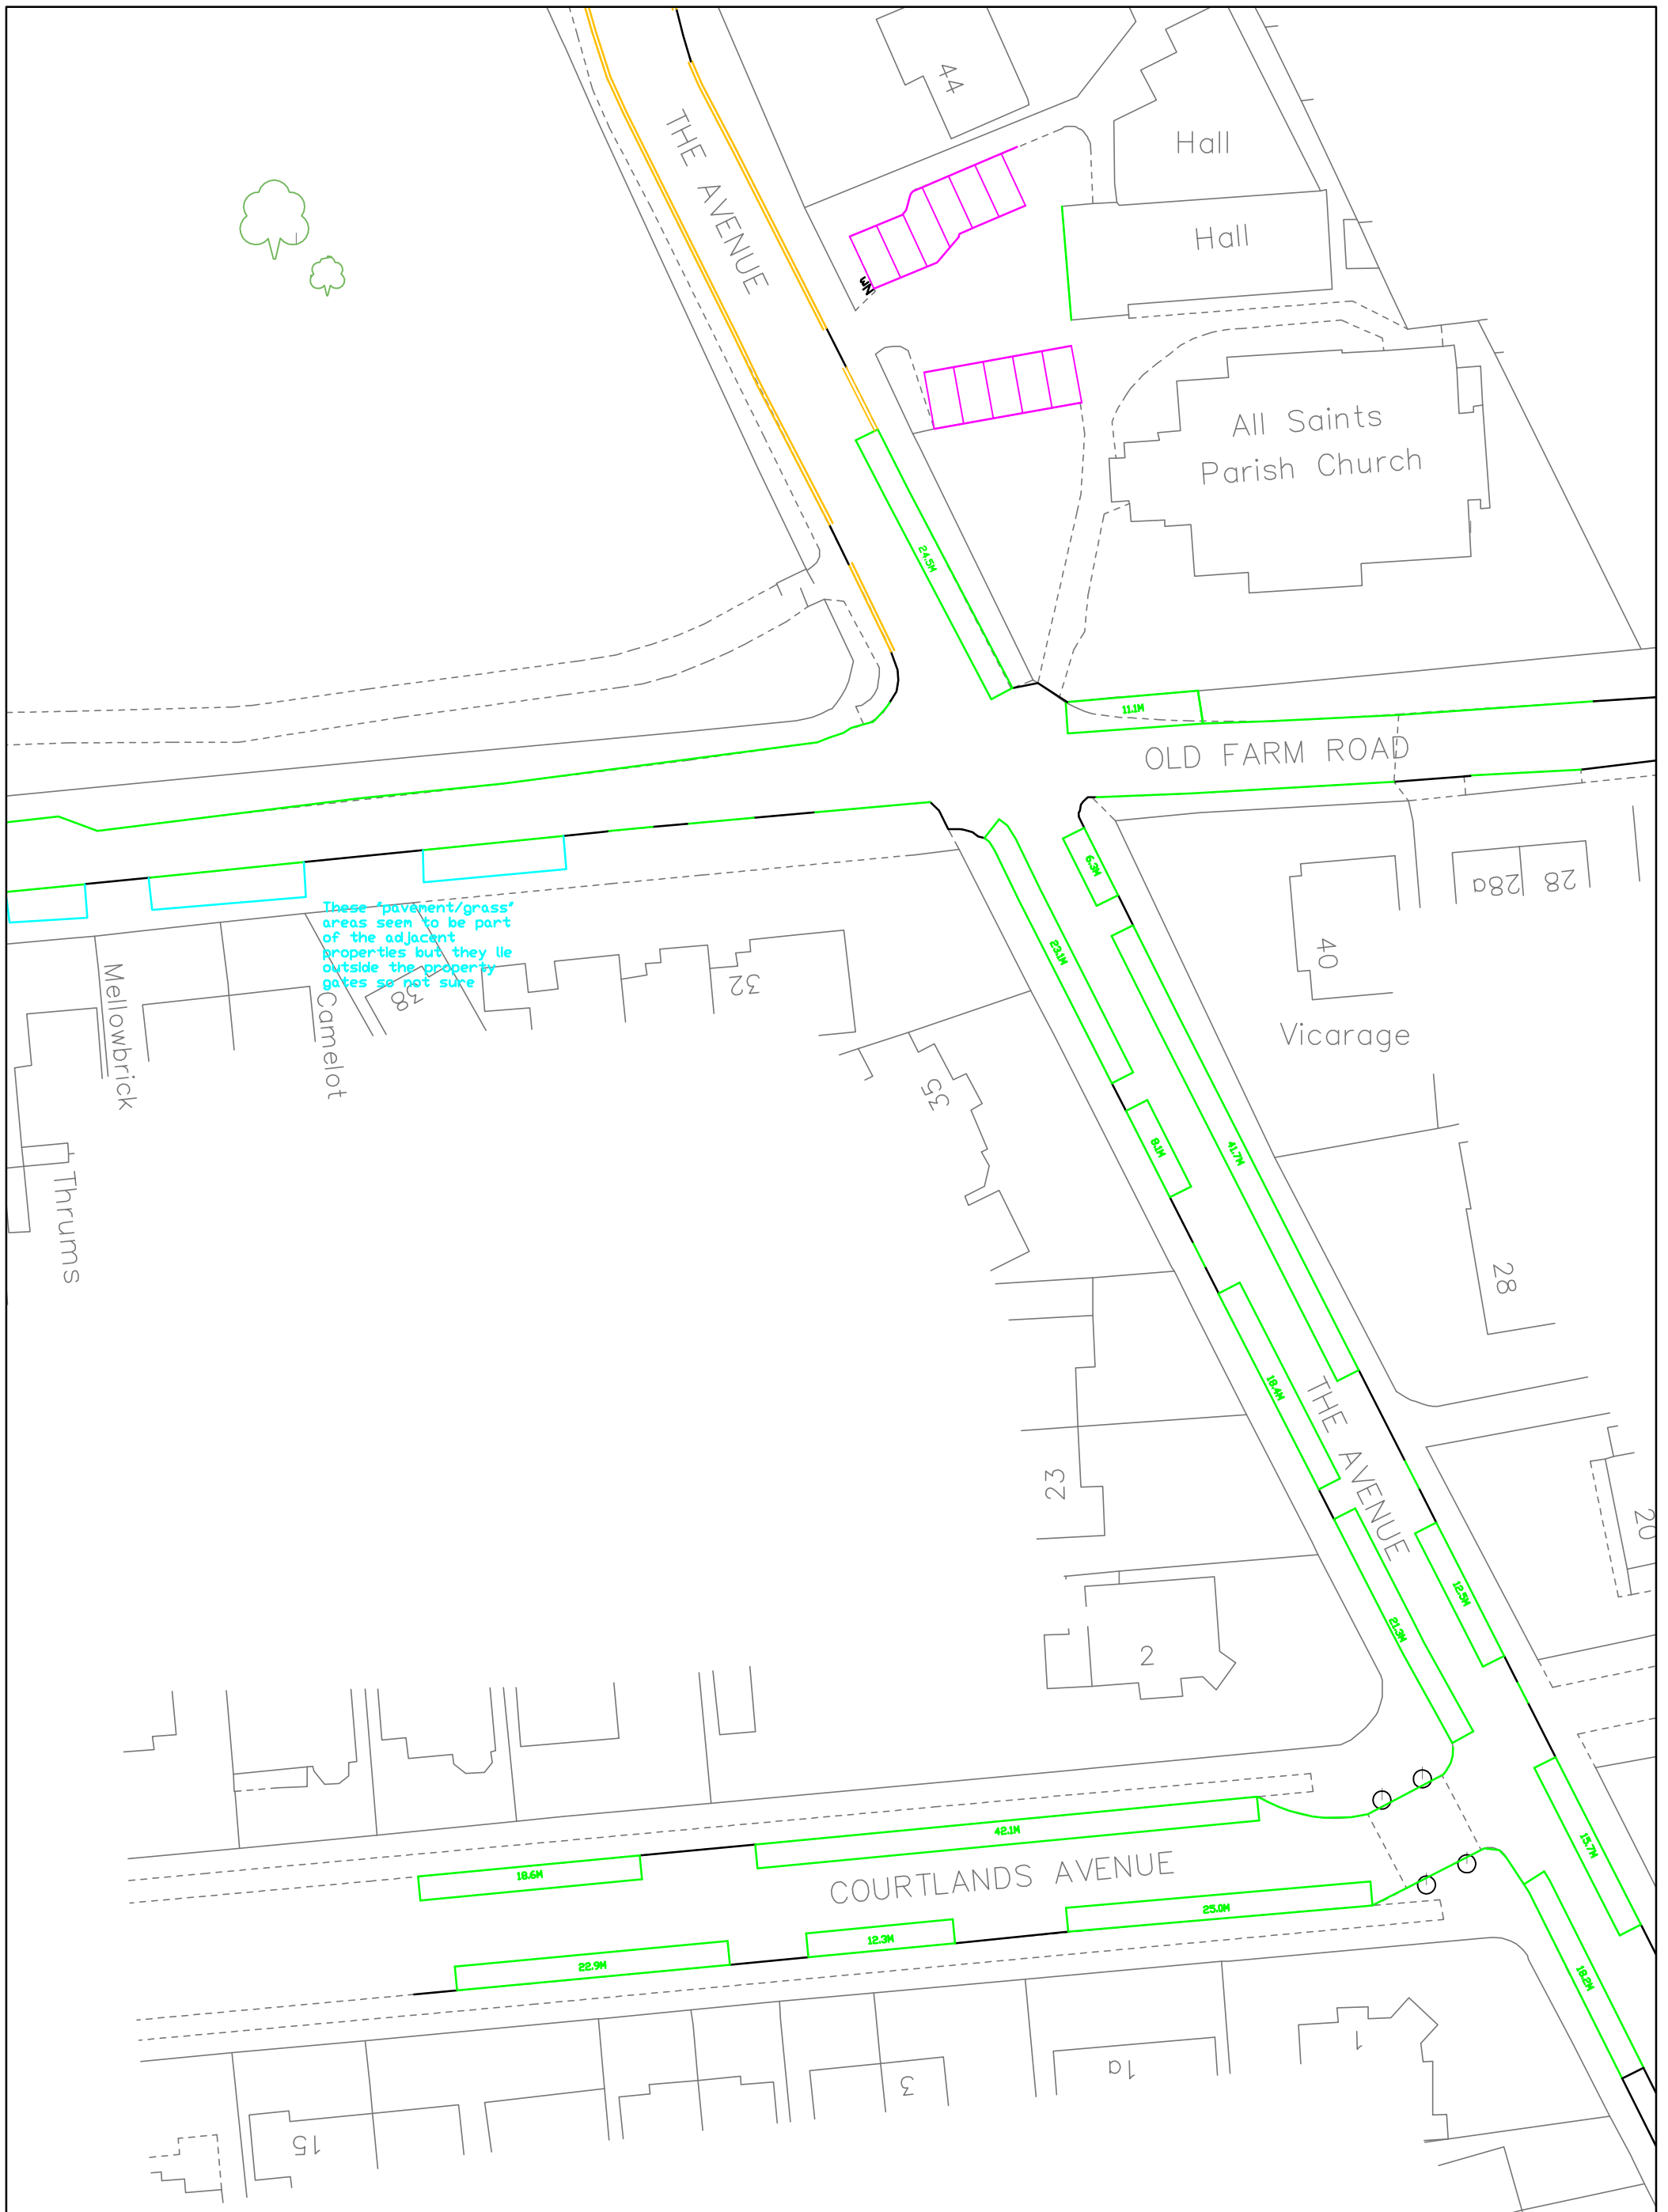 44
THE AVENUE
Hall
Hall
All Saints
Parish Church
24.5M
11.1M
OLD FARM ROAD
6.3M
28a
28
40
Vicarage
These "pavement/grass"
areas seem to be part
of the adjacent
properties but they lie
outside the property
gates so not sure
Mellowbrick
Camelot
38
32
35
23.1M
8.1M
41.7M
Thrums
28
18.4M
THE AVENUE
23
20
12.5M
21.3M
2
15.7M
42.1M
18.6M
COURTLANDS AVENUE
25.0M
12.3M
22.9M
18.2M
1
1a
3
15